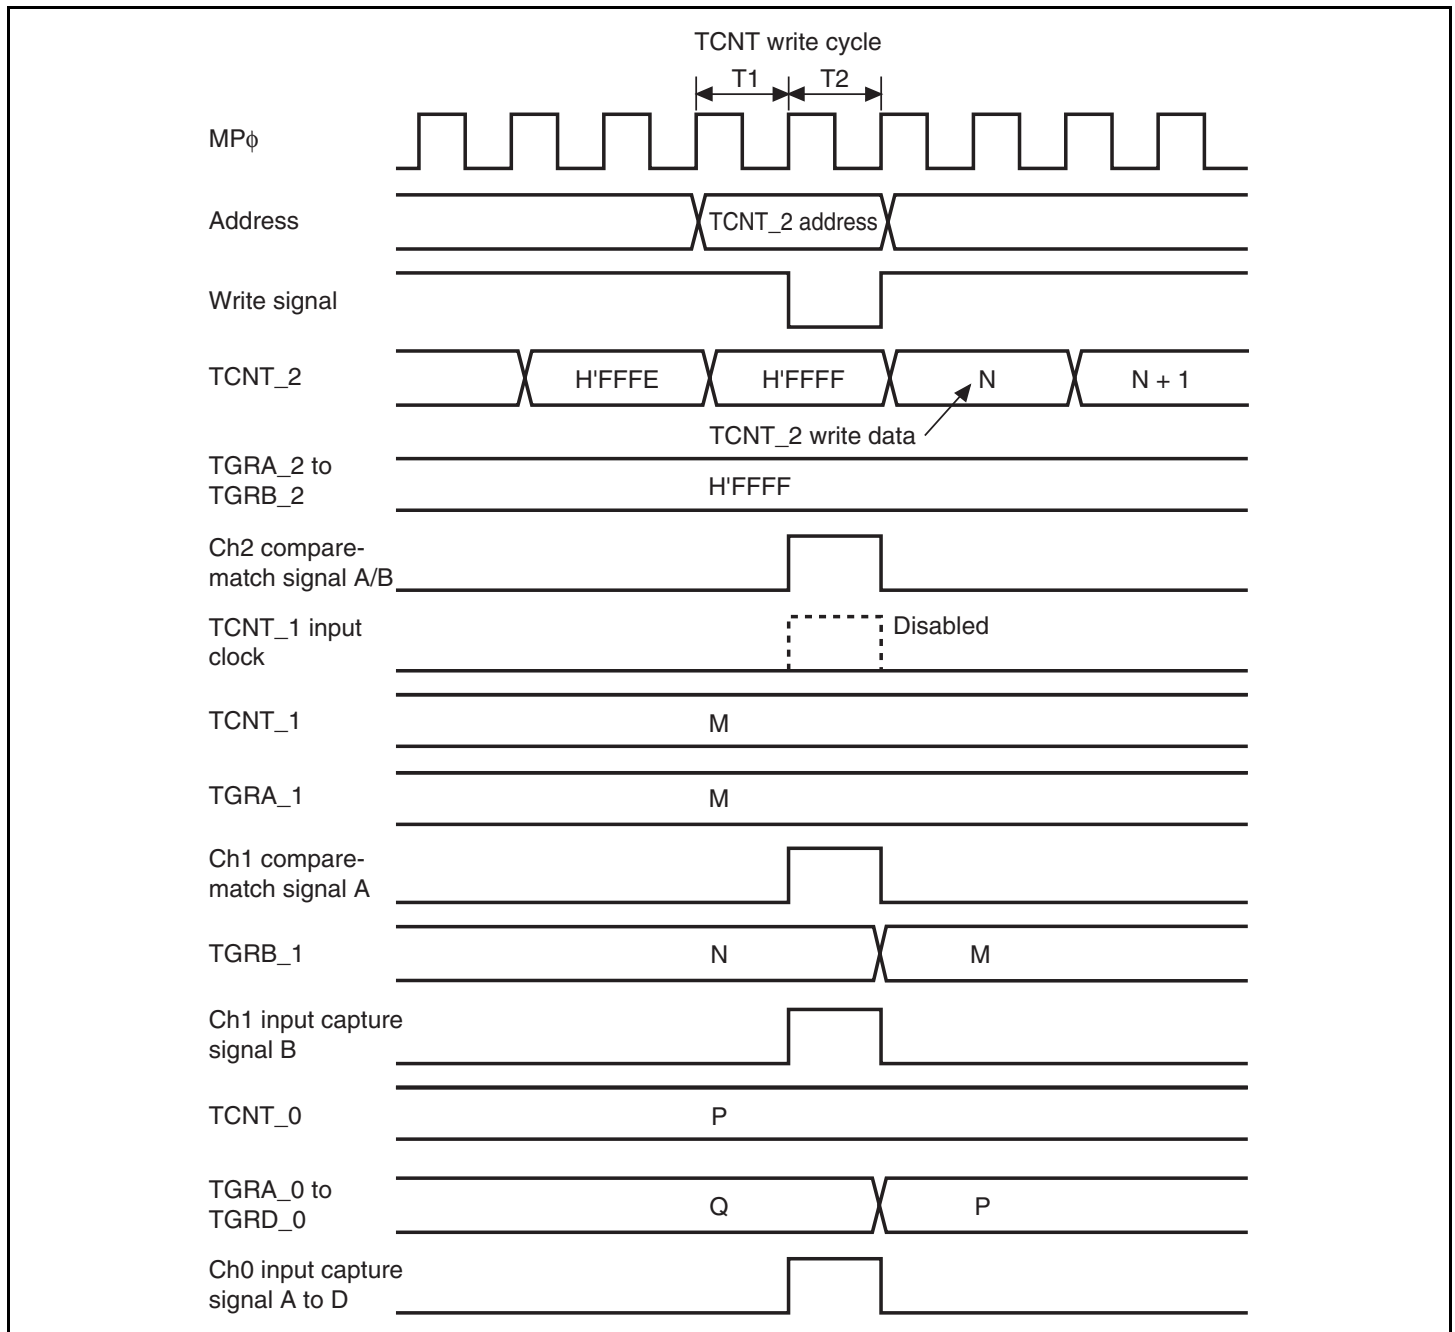 TCNT write cycle
T1 T2
MPϕ
Address
TCNT_2 address
Write signal
TCNT_2
H'FFFE H'FFFF N N + 1
TCNT_2 write data
TGRA_2 to
TGRB_2
H'FFFF
Ch2 compare-
match signal A/B
TCNT_1 input
clock
Disabled
TCNT_1
M
TGRA_1
M
Ch1 compare-
match signal A
TGRB_1
N M
Ch1 input capture
signal B
TCNT_0
P
TGRA_0 to
TGRD_0
Q P
Ch0 input capture
signal A to D